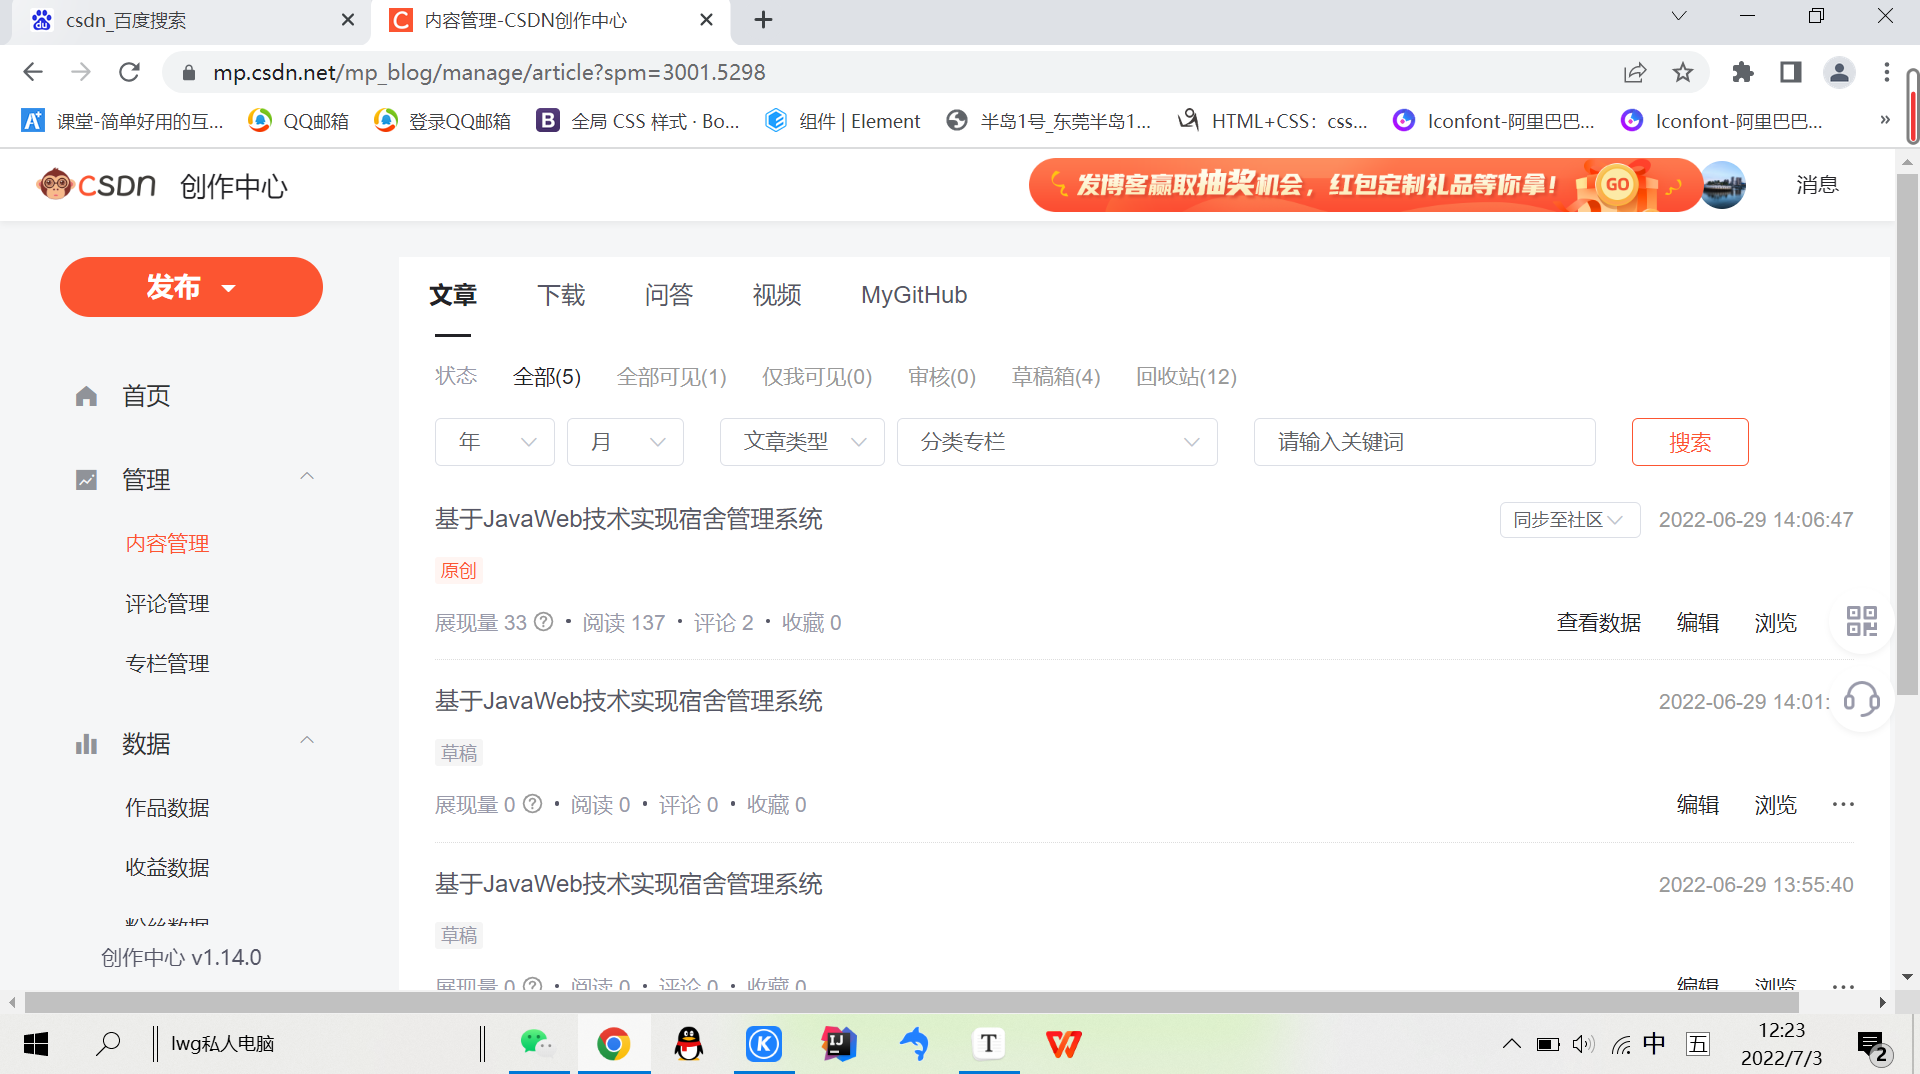 csdn_百度搜索
内容管理-CSDN创作中心
mp.csdn.net/mp_blog/manage/article?spm=3001.5298
课堂-简单好用的互...
QQ邮箱
登录QQ邮箱
全局 CSS 样式 · Bo...
组件 | Element
半岛1号_东莞半岛1...
HTML+CSS：css...
Iconfont-阿里巴巴...
Iconfont-阿里巴巴...
»
CSDN 创作中心
发博客赢取抽奖机会，红包定制礼品等你拿！ GO
消息
发布
文章 下载 问答 视频 MyGitHub
状态 全部(5) 全部可见(1) 仅我可见(0) 审核(0) 草稿箱(4) 回收站(12)
首页
年 月 文章类型 分类专栏 请输入关键词 搜索
管理
内容管理
评论管理
专栏管理
数据
作品数据
收益数据
粉丝数据
创作中心 v1.14.0
基于JavaWeb技术实现宿舍管理系统 同步至社区 2022-06-29 14:06:47
原创
展现量 33 · 阅读 137 · 评论 2 · 收藏 0 查看数据 编辑 浏览
基于JavaWeb技术实现宿舍管理系统 2022-06-29 14:01:
草稿
展现量 0 · 阅读 0 · 评论 0 · 收藏 0 编辑 浏览 ···
基于JavaWeb技术实现宿舍管理系统 2022-06-29 13:55:40
草稿
展现量 0 · 阅读 0 · 评论 0 · 收藏 0 编辑 浏览 ···
lwg私人电脑
中 五
12:23
2022/7/3
2